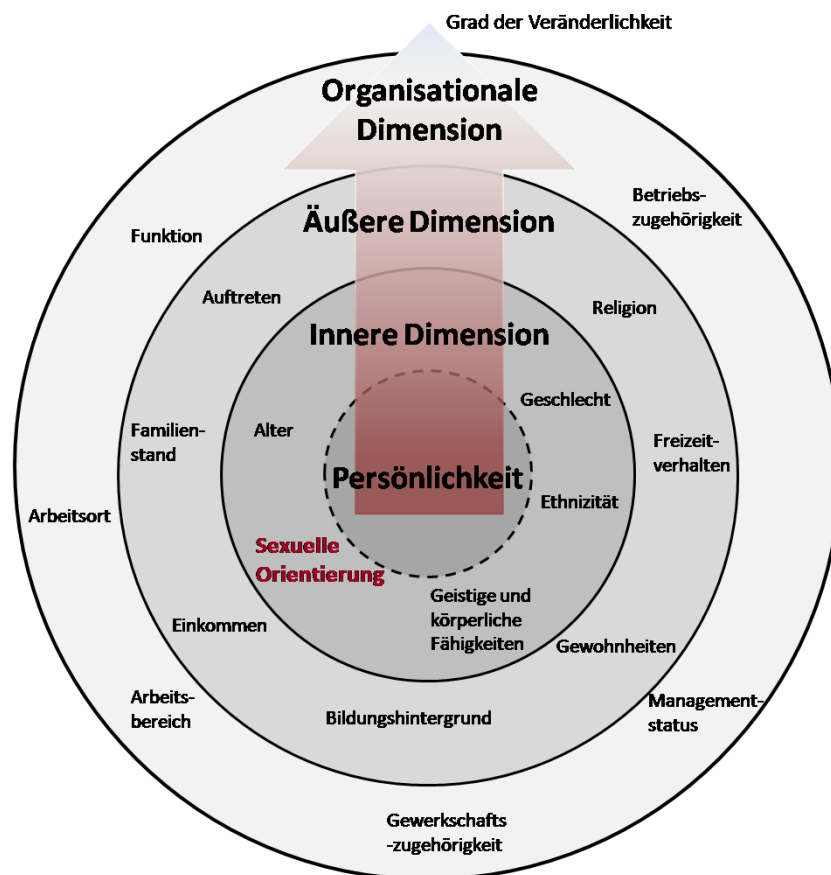 Grad der Veränderlichkeit
Organisationale
Dimension
Betriebs-
zugehörigkeit
Funktion
Äußere Dimension
Auftreten
Religion
Innere Dimension
Geschlecht
Alter
Familien-
stand
Freizeit
verhalten
Persönlichkeit
Ethnizität
Arbeitsort
Sexuelle
Orientierung
Geistige und
körperliche
Fähigkeiten
Einkommen
Gewohnheiten
Arbeits-
bereich
Bildungshintergrund
Management-
status
Gewerkschafts
-zugehörigkeit